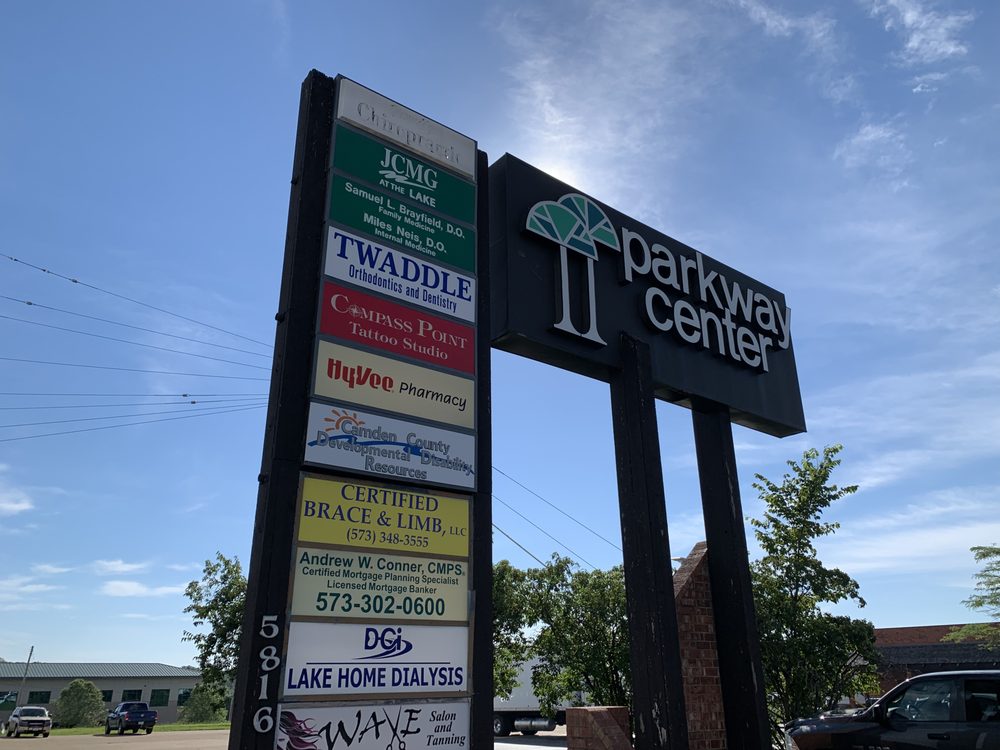 Chiropractic
JCMG
AT THE LAKE
Samuel L. Brayfield, D.O.
Family Medicine
Miles Neis, D.O.
Internal Medicine
TWADDLE
Orthodontics and Dentistry
COMPASS POINT
Tattoo Studio
HyVee Pharmacy
Camden County
Developmental Disability
Resources
CERTIFIED
BRACE & LIMB, LLC
(573) 348-3555
Andrew W. Conner, CMPS®
Certified Mortgage Planning Specialist
Licensed Mortgage Banker
573-302-0600
DCi
LAKE HOME DIALYSIS
WAVE Salon
and
Tanning
5816
parkway
center